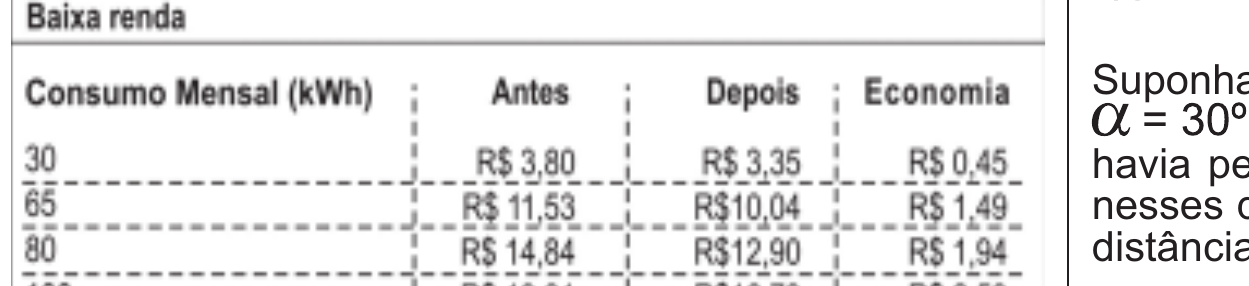 Baixa renda
Consumo Mensal (kWh) Antes Depois Economia
30 R$ 3,80 R$ 3,35 R$ 0,45
65 R$ 11,53 R$10,04 R$ 1,49
80 R$ 14,84 R$12,90 R$ 1,94
Suponha
α = 30º
havia pe
nesses
distância